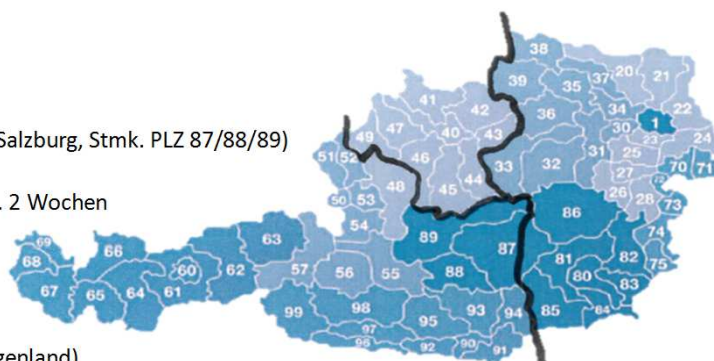 Salzburg, Stmk. PLZ 87/88/89)
. 2 Wochen
genland)
38
39 35 37 20 21
41 42 36 34 22
47 40 43 30 1 24
49 46 33 32 31 23
51 52 45 44 25 70 71
48 27
50 53 26 28 73
54 86 74
63 89 87 82 75
69 66 57 56 55 88 81 80
68 60 62 83
67 65 64 61 99 98 93 94 85 84
97 95
96 92 90 91